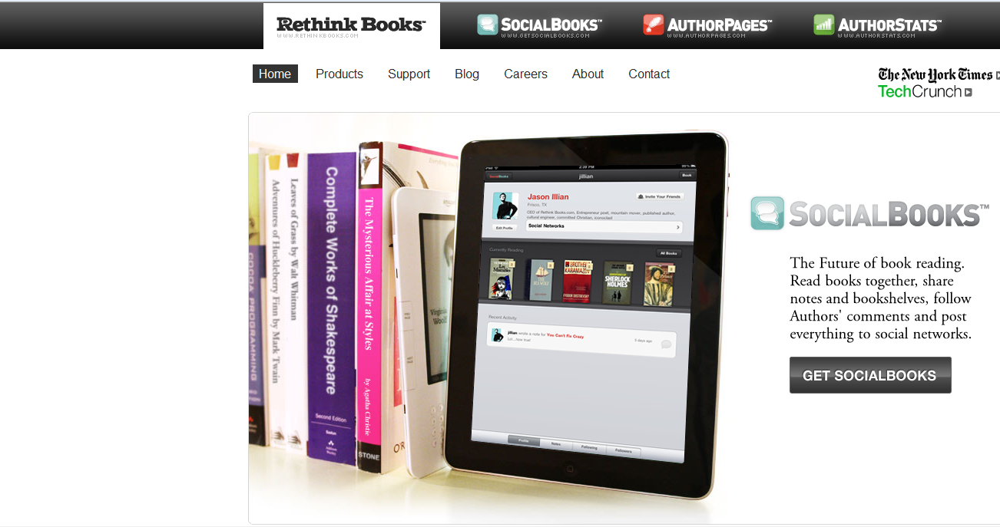 Rethink Books™
WWW.RETHINKBOOKS.COM
SOCIALBOOKS™
WWW.GETSOCIALBOOKS.COM
AUTHORPAGES™
WWW.AUTHORPAGES.COM
AUTHORSTATS™
WWW.AUTHORSTATS.COM
Home Products Support Blog Careers About Contact
The New York Times
TechCrunch
COCOA PROGRAMMING
Adventures of Huckleberry Finn by Mark Twain
Leaves of Grass by Walt Whitman
Complete Works of Shakespeare
Second Edition
The Mysterious Affair at Styles
by Agatha Christie
STONE
O'R
amazon
Virginia
Woolf
2:39 PM
SocialBooks
jillian
Book
Jason Illian
Frisco, TX
Invite Your Friends
CEO of Rethink Books.com, Entrepreneur poet, mountain mover, published author,
cultural engineer, committed Christian, iconoclast
Edit Profile
Social Networks
Currently Reading
All Books
Les
Miserables
THE
SEA WOLF
BROTHERS
KARAMAZOV
FYODOR DOSTOEVSKY
SHERLOCK
HOLMES
Recent Activity
jillian wrote a note for You Can't Fix Crazy
5 days ago
Lol...how true!
Profile
Notes
Following
Followers
SOCIALBOOKS™
The Future of book reading.
Read books together, share
notes and bookshelves, follow
Authors' comments and post
everything to social networks.
GET SOCIALBOOKS